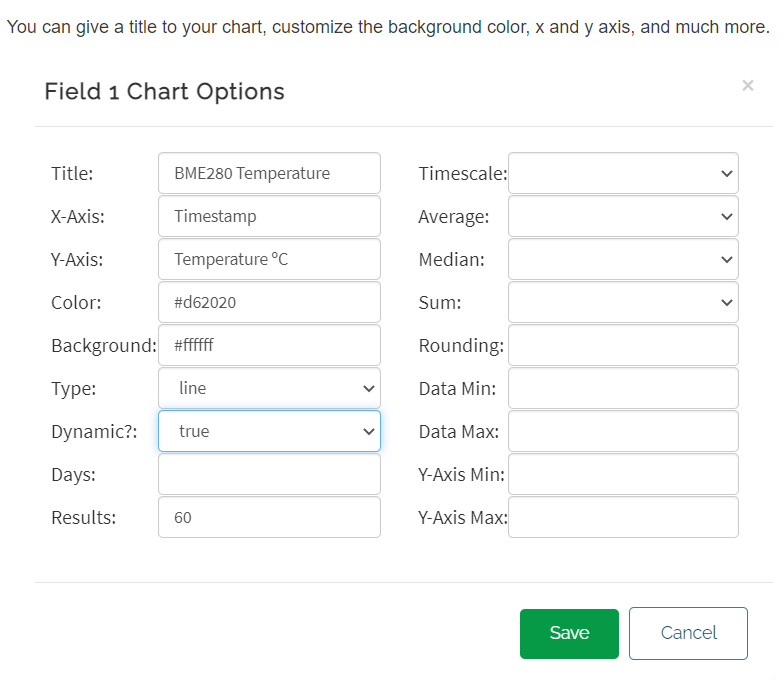 You can give a title to your chart, customize the background color, x and y axis, and much more.
Field 1 Chart Options
×
Title: BME280 Temperature
X-Axis: Timestamp
Y-Axis: Temperature ºC
Color: #d62020
Background: #ffffff
Type: line
Dynamic?: true
Days:
Results: 60
Timescale:
Average:
Median:
Sum:
Rounding:
Data Min:
Data Max:
Y-Axis Min:
Y-Axis Max:
Save
Cancel